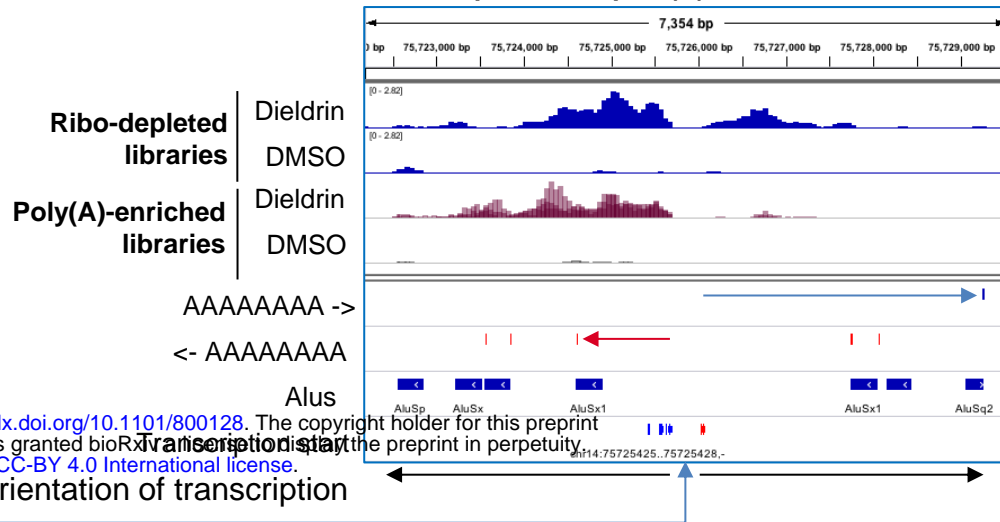 7,354 bp
bp 75,723,000 bp 75,724,000 bp 75,725,000 bp 75,726,000 bp 75,727,000 bp 75,728,000 bp 75,729,000 bp
[0 - 2.82]
Ribo-depleted
libraries
Dieldrin
[0 - 2.82]
DMSO
Poly(A)-enriched
libraries
Dieldrin
DMSO
AAAAAAAA ->
<- AAAAAAAA
Alus
AluSp AluSx AluSx1 AluSx1 AluSq2
lx.doi.org/10.1101/800128. The copyright holder for this preprint
s granted bioRxiv a license to display the preprint in perpetuity.
Transcription start
CC-BY 4.0 International license.
chr14:75725425..75725428,-
rientation of transcription